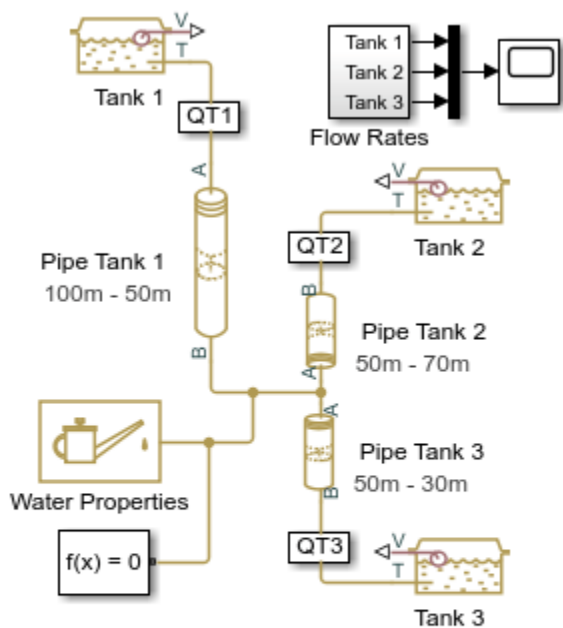 V
T
Tank 1
QT1
A
Pipe Tank 1
100m - 50m
B
Tank 1
Tank 2
Tank 3
Flow Rates
V
T
Tank 2
QT2
B
Pipe Tank 2
50m - 70m
A
A
Pipe Tank 3
50m - 30m
B
Water Properties
f(x) = 0
QT3
V
T
Tank 3